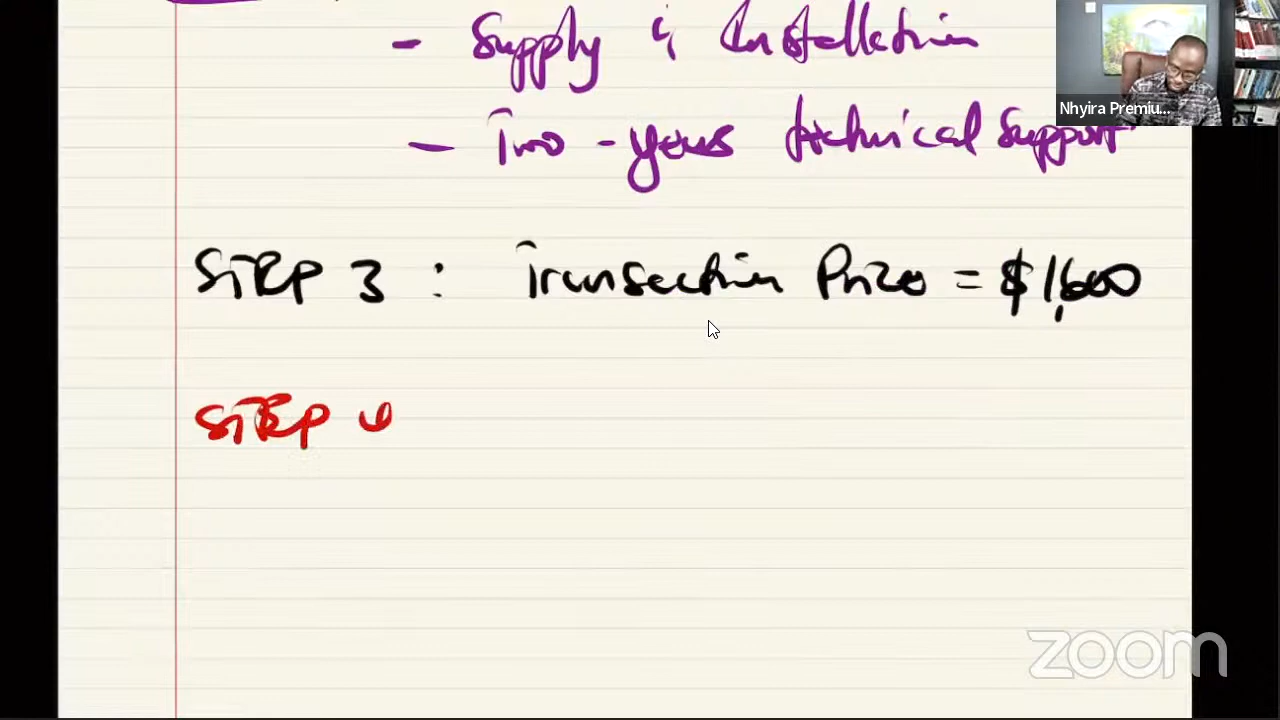 - Supply & Installation
- Two-years technical support
Nhyira Premiu...
STEP 3 : Transaction Price = $1,600
STEP 4
zoom